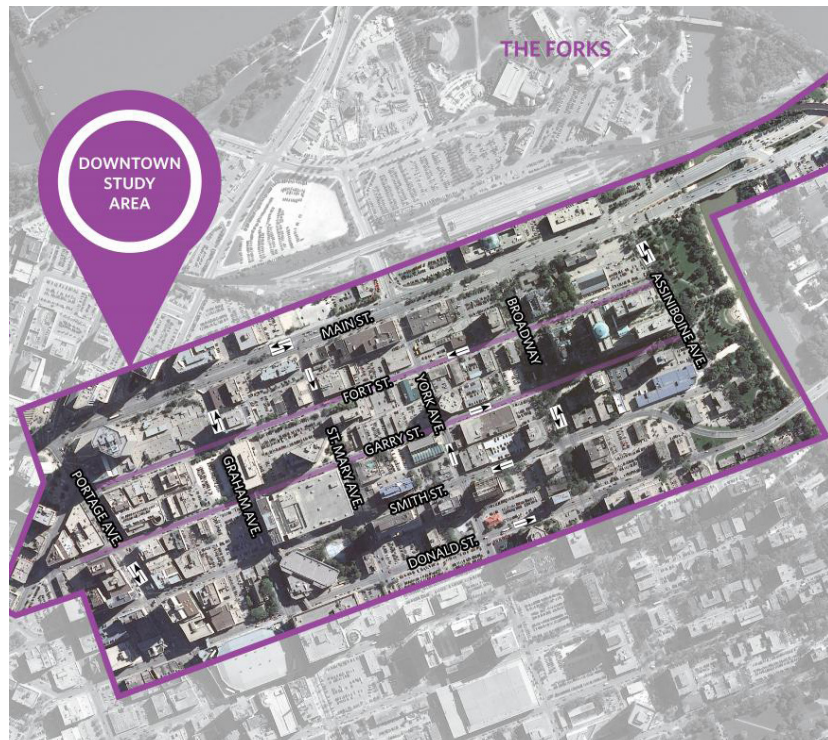 THE FORKS
DOWNTOWN
STUDY
AREA
MAIN ST.
FORT ST.
BROADWAY
ASSINIBOINE AVE.
YORK AVE.
GARRY ST.
ST. MARY AVE.
GRAHAM AVE.
PORTAGE AVE.
SMITH ST.
DONALD ST.